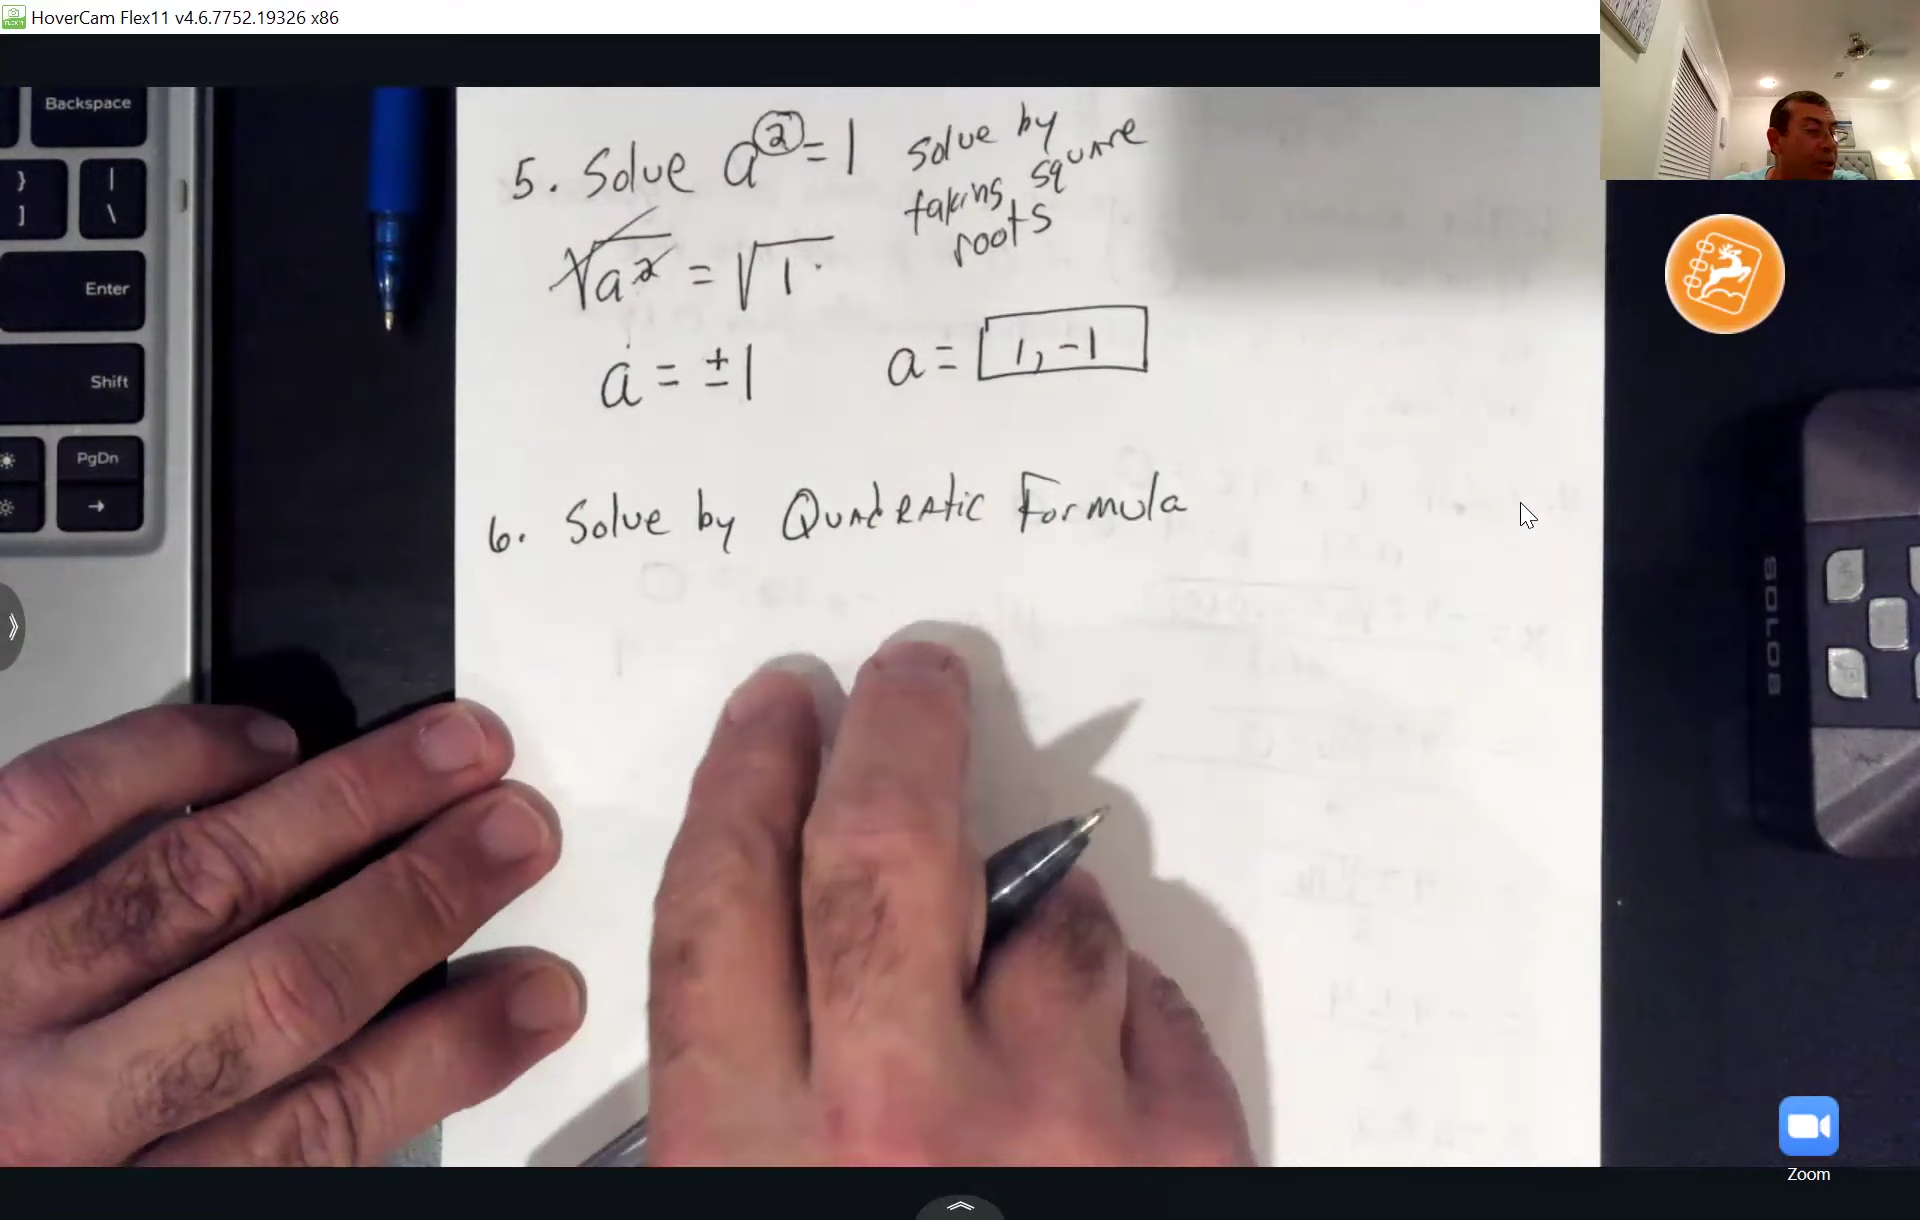 HoverCam Flex11 v4.6.7752.19326 x86
Backspace
}
]
|
\
Enter
Shift
PgDn
→
5. Solve a²=1
solve by
taking square
roots
√a² = √1
a = ±1
a = 1, -1
6. Solve by Quadratic Formula
SOLOS
Zoom